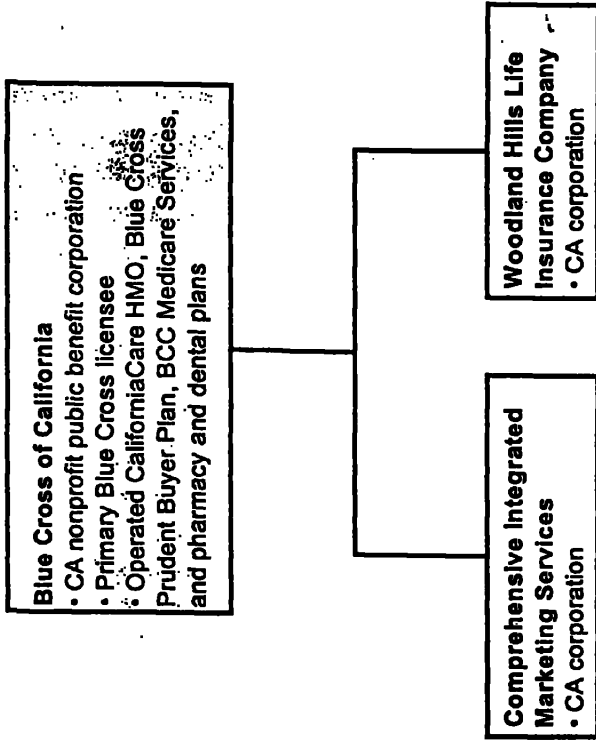 Blue Cross of California
• CA nonprofit public benefit corporation
• Primary Blue Cross licensee
• Operated CaliforniaCare HMO, Blue Cross
Prudent Buyer Plan, BCC Medicare Services,
and pharmacy and dental plans
Comprehensive Integrated
Marketing Services
• CA corporation
Woodland Hills Life
Insurance Company
• CA corporation